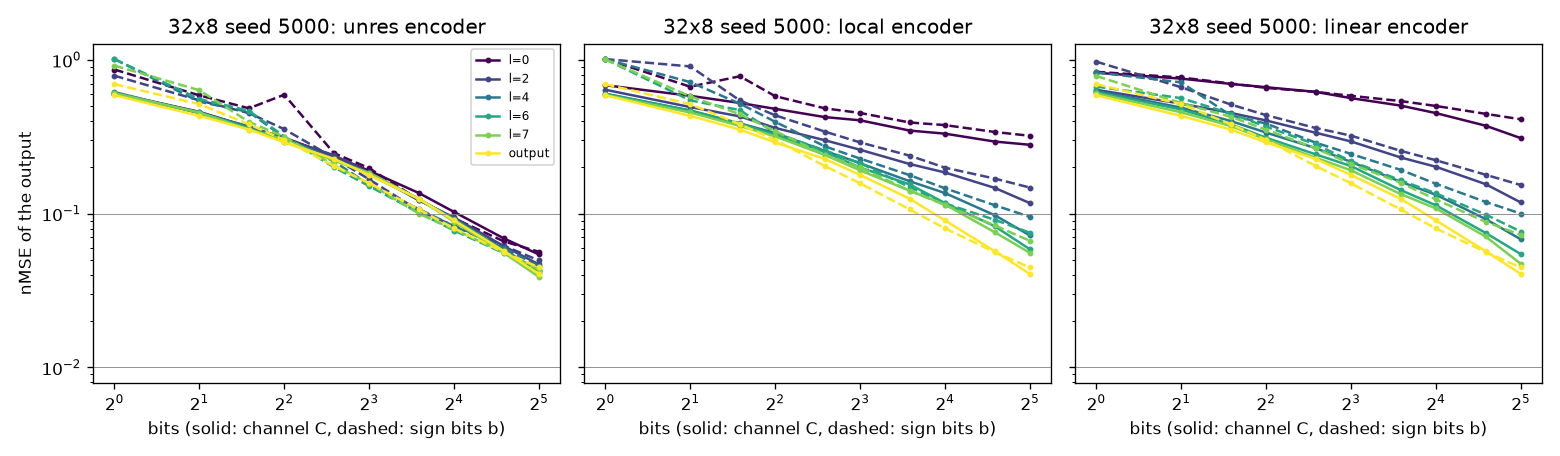 32x8 seed 5000: unres encoder
32x8 seed 5000: local encoder
32x8 seed 5000: linear encoder
nMSE of the output
10⁰
10⁻¹
10⁻²
l=0
l=2
l=4
l=6
l=7
output
2⁰ 2¹ 2² 2³ 2⁴ 2⁵
2⁰ 2¹ 2² 2³ 2⁴ 2⁵
2⁰ 2¹ 2² 2³ 2⁴ 2⁵
bits (solid: channel C, dashed: sign bits b)
bits (solid: channel C, dashed: sign bits b)
bits (solid: channel C, dashed: sign bits b)